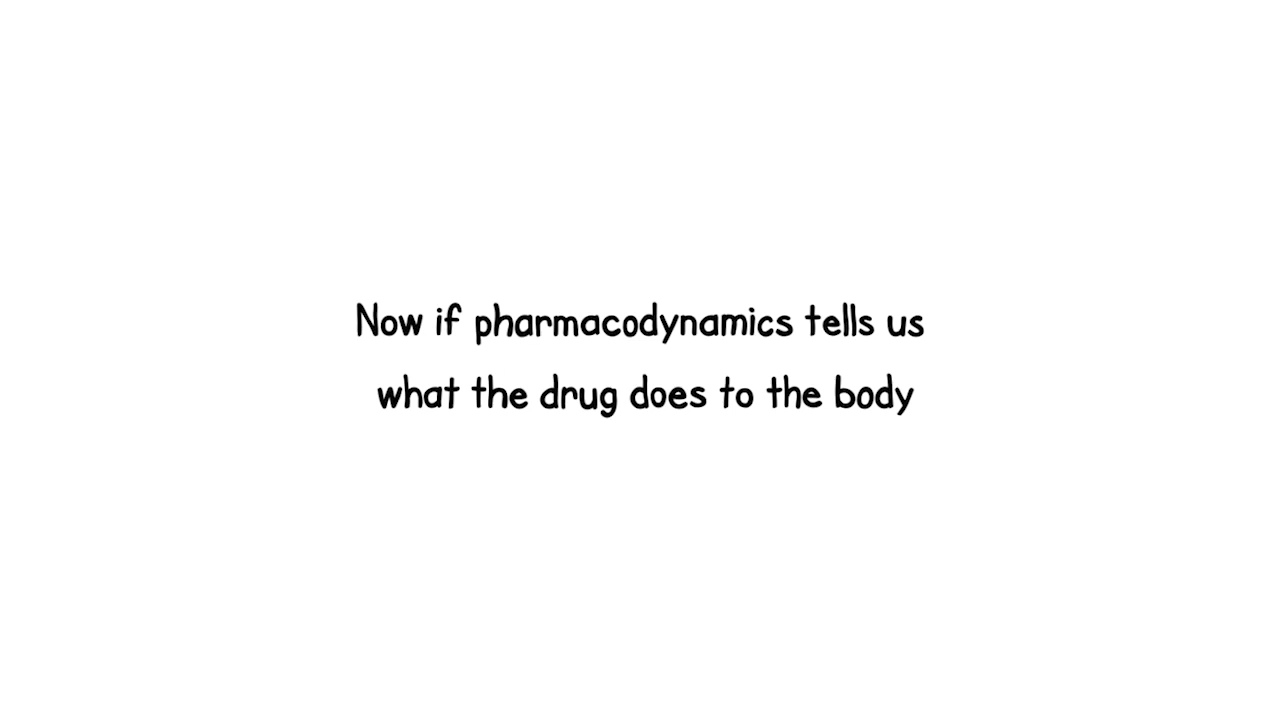 Now if pharmacodynamics tells us
what the drug does to the body